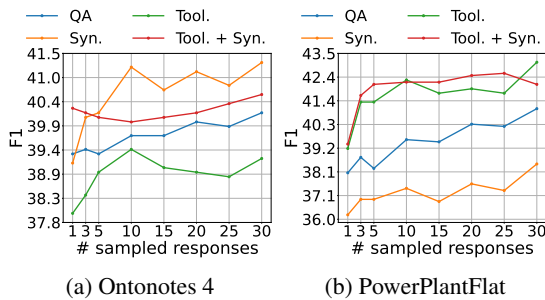 QA Tool.
Syn. Tool. + Syn.
41.5
41.0
40.4
39.9
39.4
38.9
38.3
37.8
F1
1 3 5 10 15 20 25 30
# sampled responses
(a) Ontonotes 4
QA Tool.
Syn. Tool. + Syn.
43.5
42.4
41.4
40.3
39.2
38.1
37.1
36.0
F1
1 3 5 10 15 20 25 30
# sampled responses
(b) PowerPlantFlat